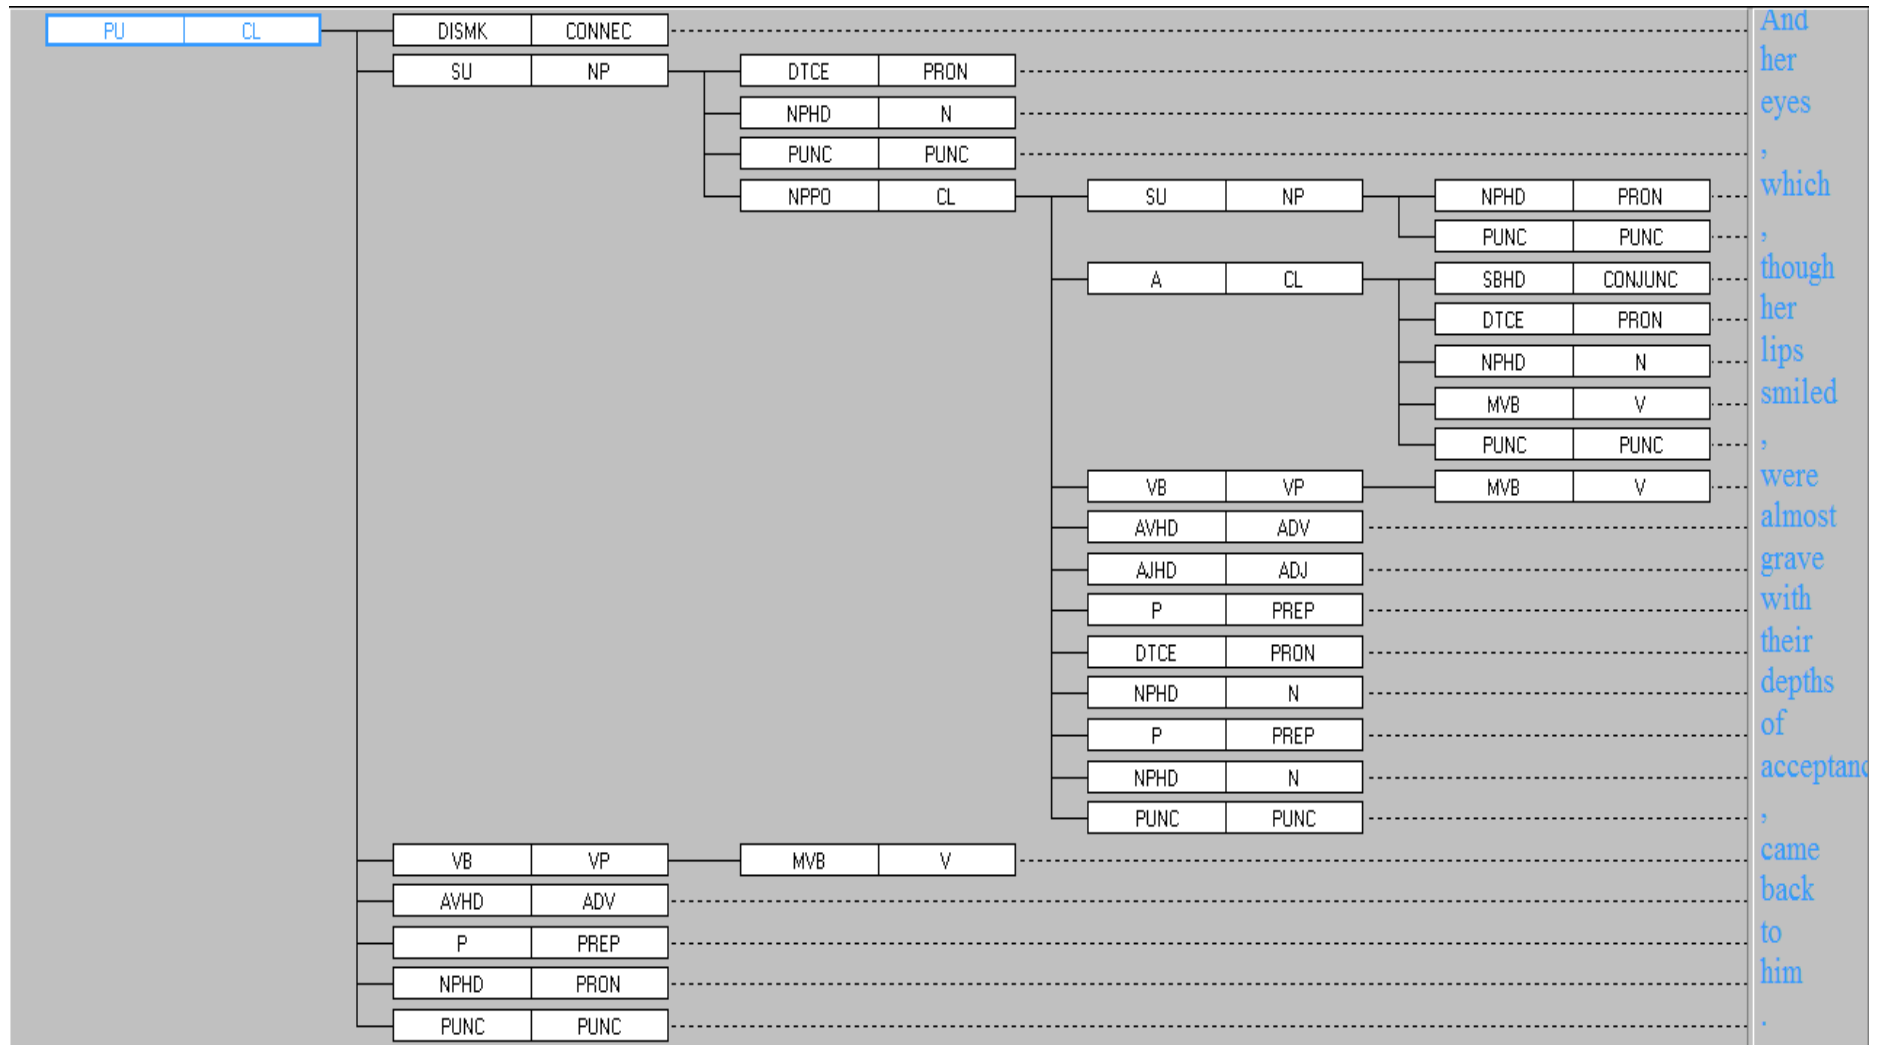 PU CL DISMK CONNEC And
SU NP DTCE PRON her
NPHD N eyes
PUNC PUNC ,
NPPO CL SU NP NPHD PRON which
PUNC PUNC ,
A CL SBHD CONJUNC though
DTCE PRON her
NPHD N lips
MVB V smiled
PUNC PUNC ,
VB VP MVB V were
AVHD ADV almost
AJHD ADJ grave
P PREP with
DTCE PRON their
NPHD N depths
P PREP of
NPHD N acceptanc
PUNC PUNC ,
VB VP MVB V came
AVHD ADV back
P PREP to
NPHD PRON him
PUNC PUNC .